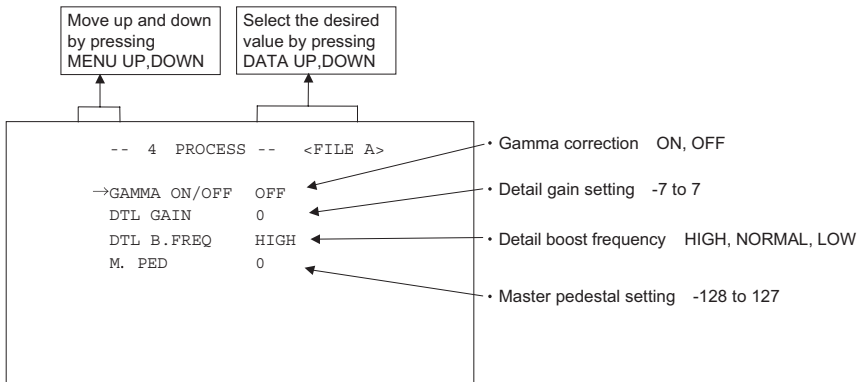 Move up and down
by pressing
MENU UP,DOWN
Select the desired
value by pressing
DATA UP,DOWN
-- 4 PROCESS -- <FILE A>
→GAMMA ON/OFF OFF
DTL GAIN 0
DTL B.FREQ HIGH
M. PED 0
・Gamma correction ON, OFF
・Detail gain setting -7 to 7
・Detail boost frequency HIGH, NORMAL, LOW
・Master pedestal setting -128 to 127